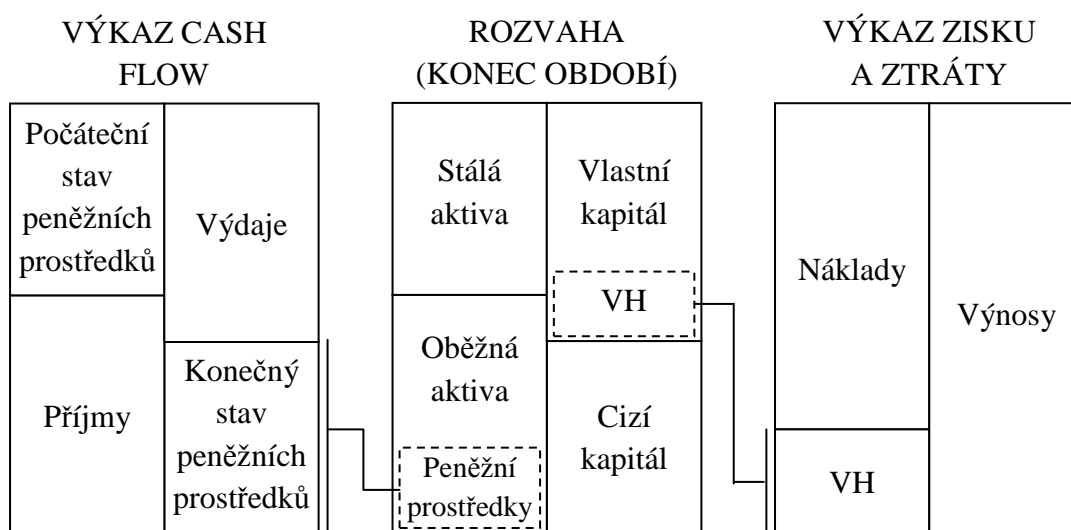 VÝKAZ CASH
FLOW
Počáteční
stav
peněžních
prostředků
Výdaje
Příjmy
Konečný
stav
peněžních
prostředků
ROZVAHA
(KONEC OBDOBÍ)
Stálá
aktiva
Vlastní
kapitál
VH
Oběžná
aktiva
Peněžní
prostředky
Cizí
kapitál
VÝKAZ ZISKU
A ZTRÁTY
Náklady
Výnosy
VH